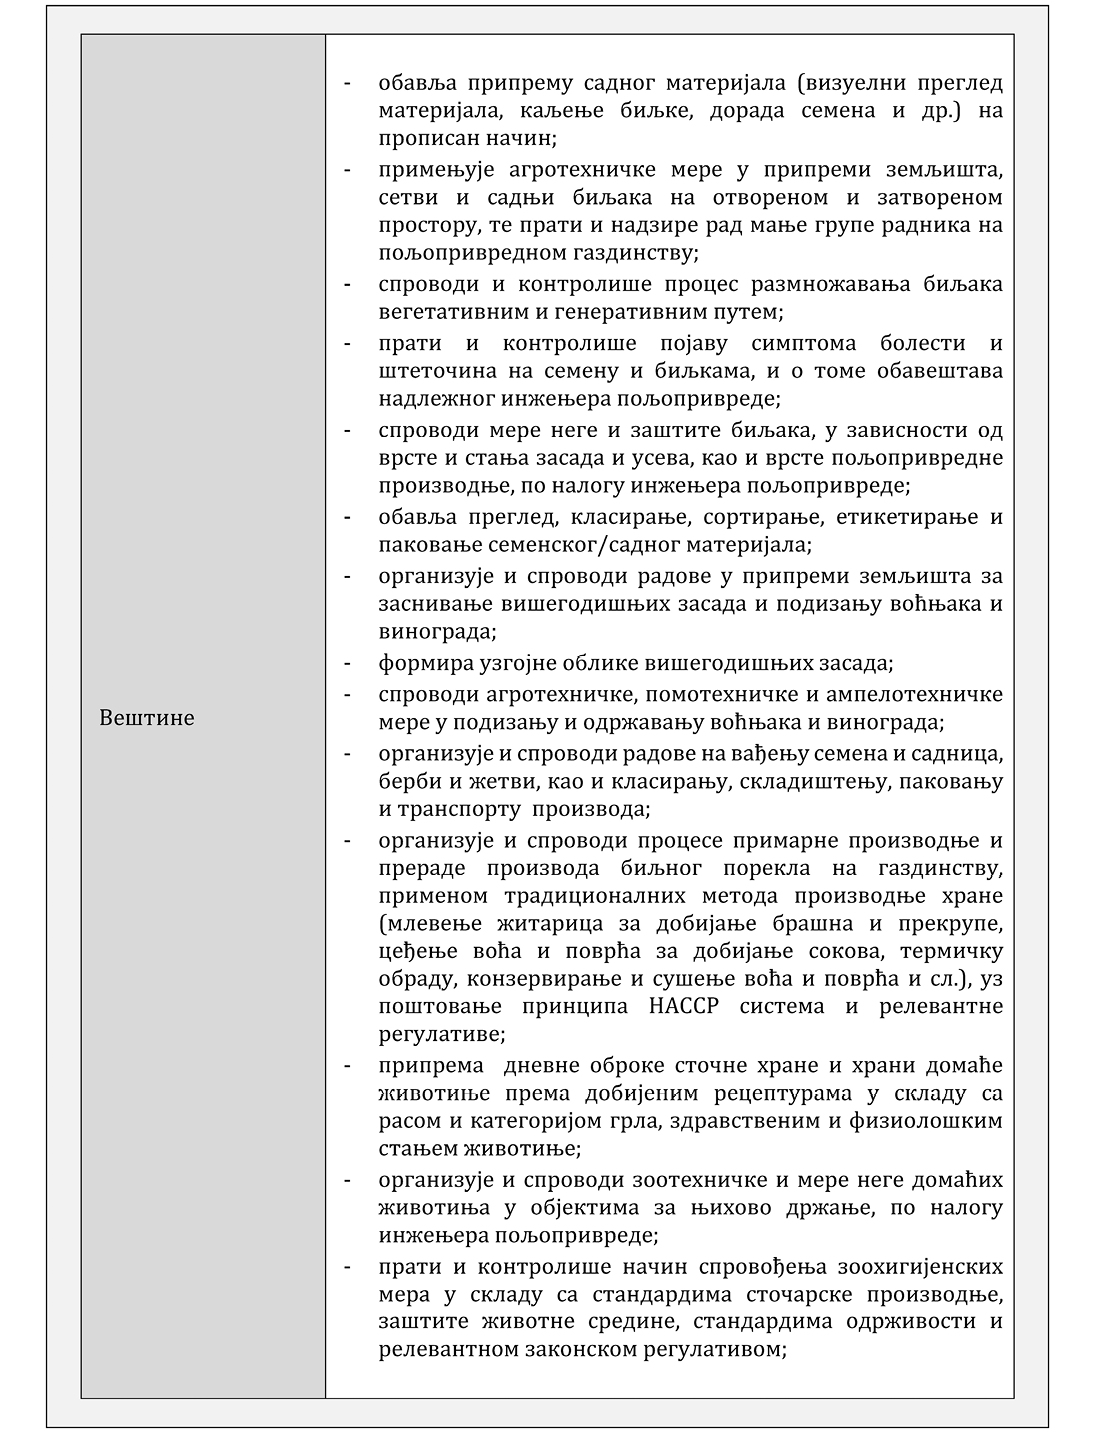 Вештине
- обавља припрему садног материјала (визуелни преглед
материјала, каљење биљке, дорада семена и др.) на
прописан начин;
- примењује агротехничке мере у припреми земљишта,
сетви и садњи биљака на отвореном и затвореном
простору, те прати и надзире рад мање групе радника на
пољопривредном газдинству;
- спроводи и контролише процес размножавања биљака
вегетативним и генеративним путем;
- прати и контролише појаву симптома болести и
штеточина на семену и биљкама, и о томе обавештава
надлежног инжењера пољопривреде;
- спроводи мере неге и заштите биљака, у зависности од
врсте и стања засада и усева, као и врсте пољопривредне
производње, по налогу инжењера пољопривреде;
- обавља преглед, класирање, сортирање, етикетирање и
паковање семенског/садног материјала;
- организује и спроводи радове у припреми земљишта за
заснивање вишегодишњих засада и подизању воћњака и
винограда;
- формира узгојне облике вишегодишњих засада;
- спроводи агротехничке, помотехничке и ампелотехничке
мере у подизању и одржавању воћњака и винограда;
- организује и спроводи радове на вађењу семена и садница,
берби и жетви, као и класирању, складиштењу, паковању
и транспорту производа;
- организује и спроводи процесе примарне производње и
прераде производа биљног порекла на газдинству,
применом традиционалних метода производње хране
(млевење житарица за добијање брашна и прекрупе,
цеђење воћа и поврћа за добијање сокова, термичку
обраду, конзервирање и сушење воћа и поврћа и сл.), уз
поштовање принципа HACCP система и релевантне
регулативе;
- припрема дневне оброке сточне хране и храни домаће
животиње према добијеним рецептурама у складу са
расом и категоријом грла, здравственим и физиолошким
стањем животиње;
- организује и спроводи зоотехничке и мере неге домаћих
животиња у објектима за њихово држање, по налогу
инжењера пољопривреде;
- прати и контролише начин спровођења зоохигијенских
мера у складу са стандардима сточарске производње,
заштите животне средине, стандардима одрживости и
релевантном законском регулативом;